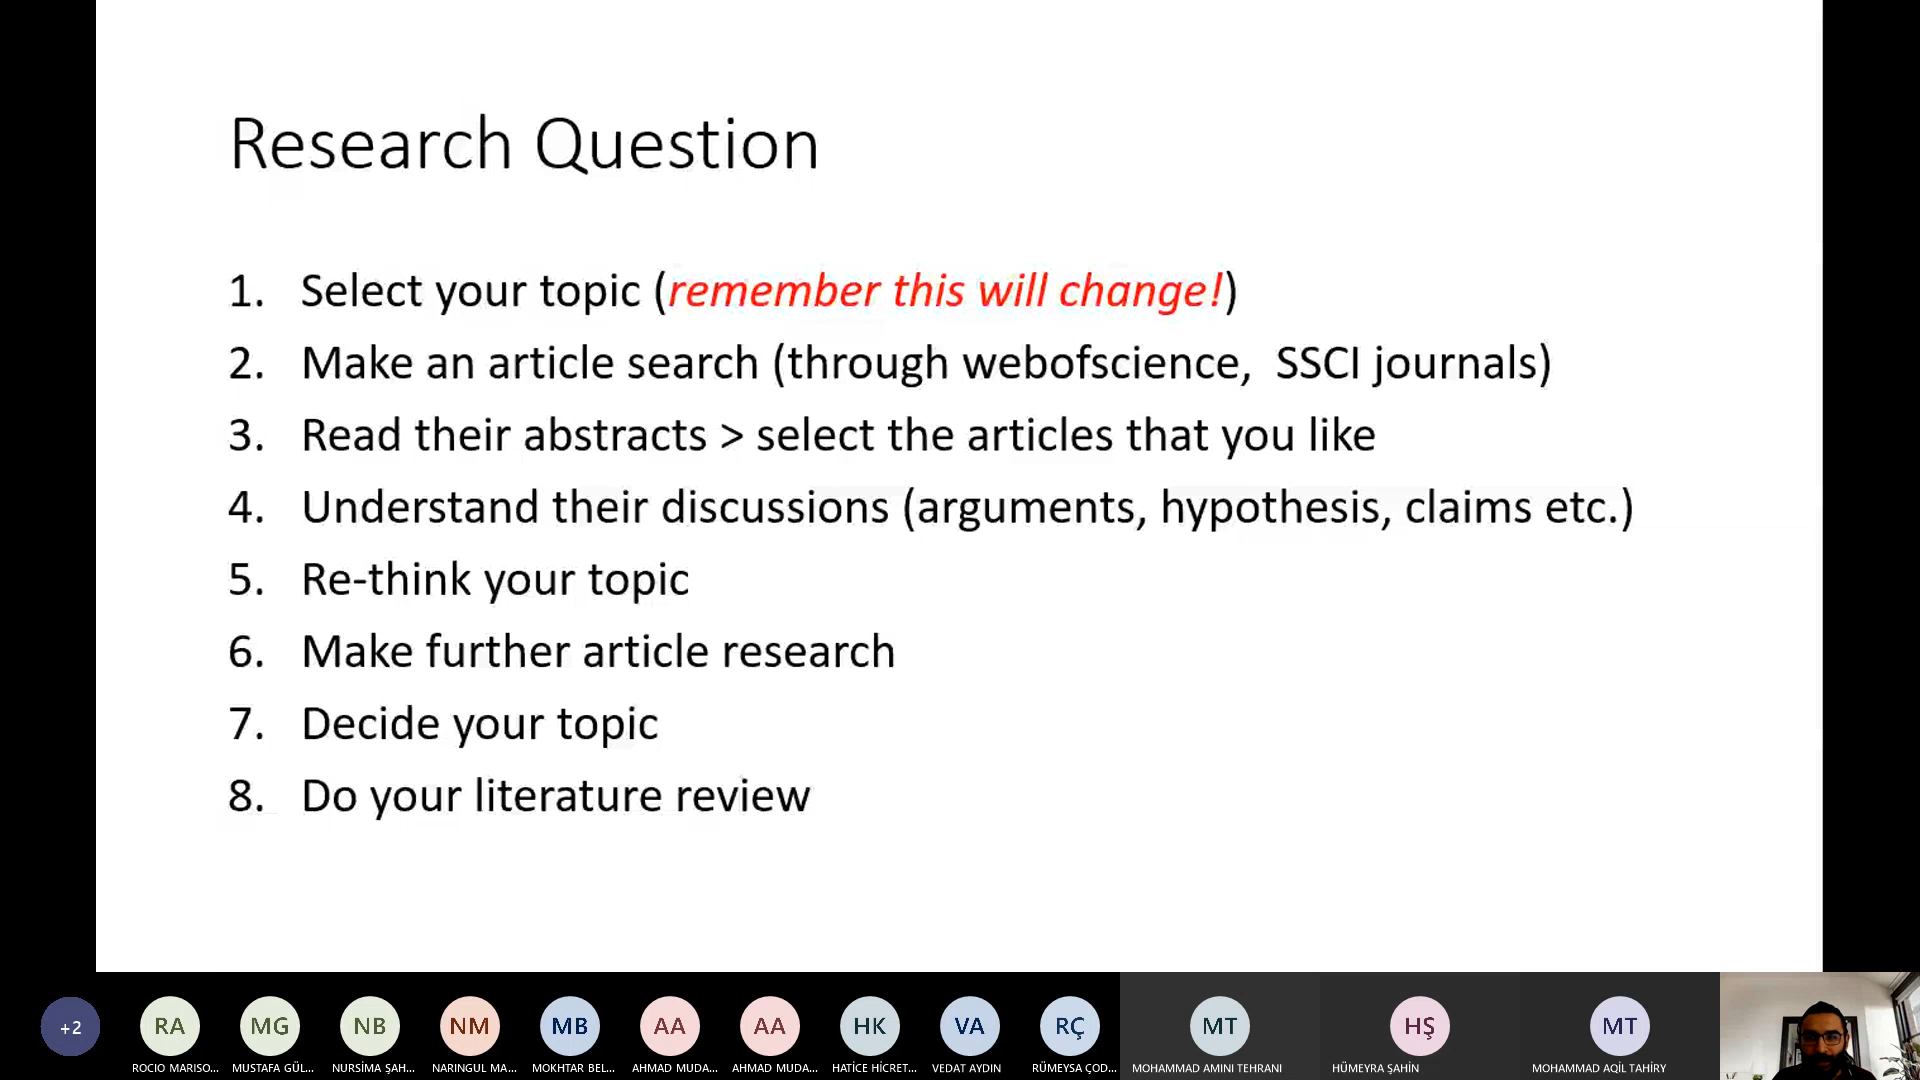 Research Question
1. Select your topic (remember this will change!)
2. Make an article search (through webofscience, SSCI journals)
3. Read their abstracts > select the articles that you like
4. Understand their discussions (arguments, hypothesis, claims etc.)
5. Re-think your topic
6. Make further article research
7. Decide your topic
8. Do your literature review
+2 RA MG NB NM MB AA AA HK VA RÇ MT HŞ MT
ROCIO MARISO... MUSTAFA GÜL... NURSİMA ŞAH... NARINGUL MA... MOKHTAR BEL... AHMAD MUDA... AHMAD MUDA... HATİCE HİCRET... VEDAT AYDIN RÜMEYSA ÇOD... MOHAMMAD AMINI TEHRANI HÜMEYRA ŞAHİN MOHAMMAD AQİL TAHİRY